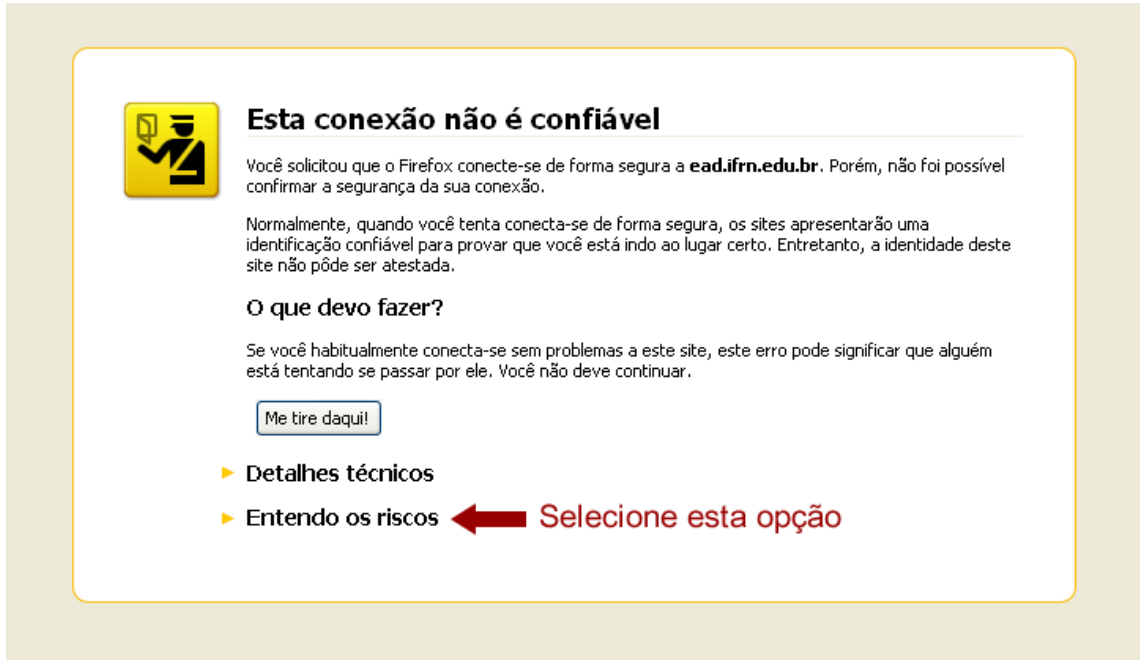 Esta conexão não é confiável
Você solicitou que o Firefox conecte-se de forma segura a ead.ifrn.edu.br. Porém, não foi possível
confirmar a segurança da sua conexão.
Normalmente, quando você tenta conecta-se de forma segura, os sites apresentarão uma
identificação confiável para provar que você está indo ao lugar certo. Entretanto, a identidade deste
site não pôde ser atestada.
O que devo fazer?
Se você habitualmente conecta-se sem problemas a este site, este erro pode significar que alguém
está tentando se passar por ele. Você não deve continuar.
Me tire daqui!
Detalhes técnicos
Entendo os riscos Selecione esta opção